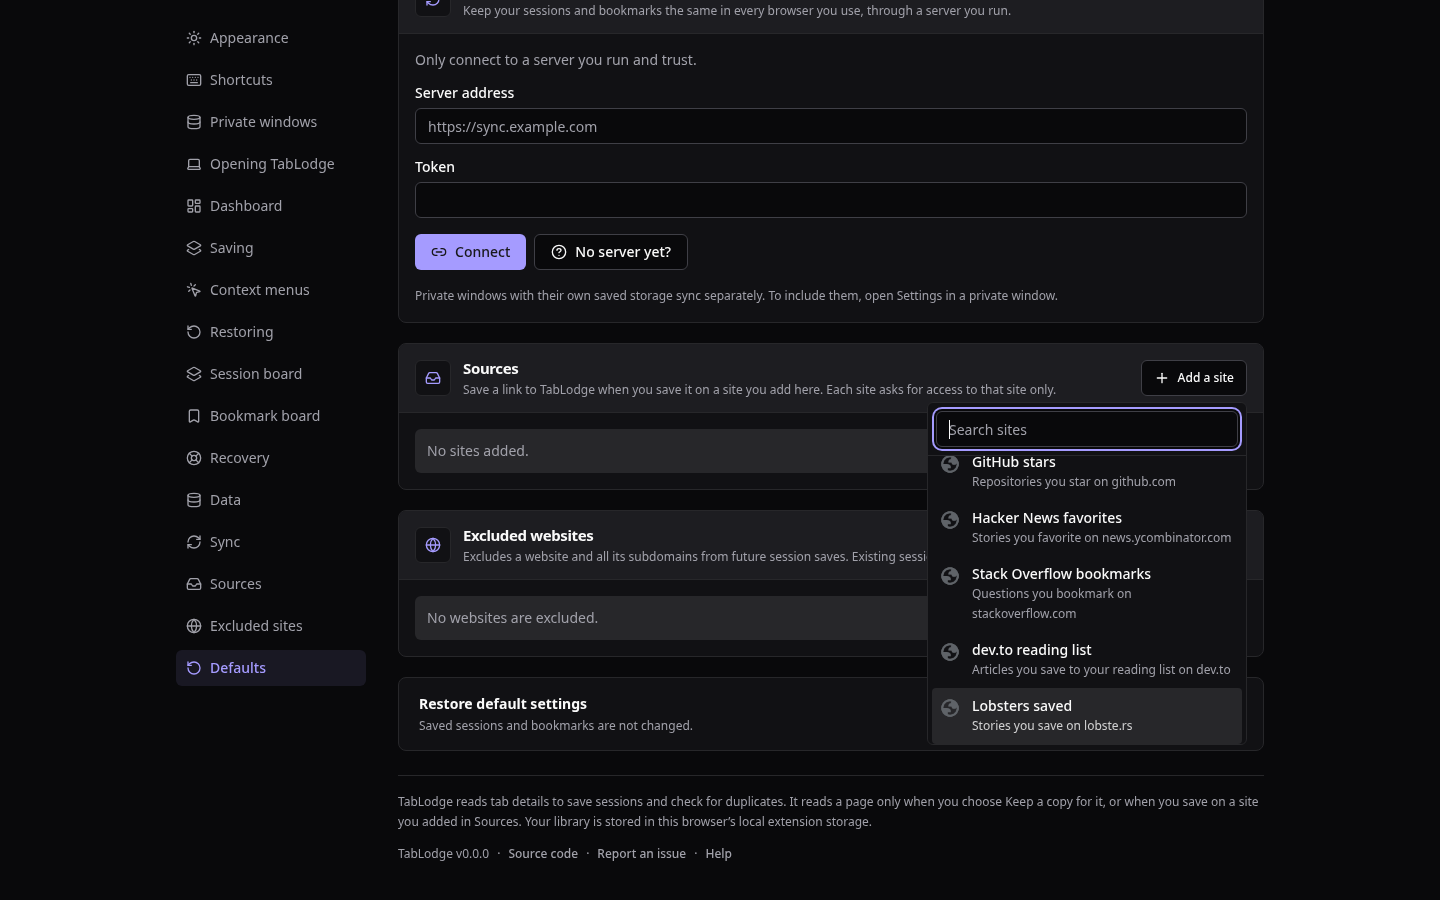 Appearance
Shortcuts
Private windows
Opening TabLodge
Dashboard
Saving
Context menus
Restoring
Session board
Bookmark board
Recovery
Data
Sync
Sources
Excluded sites
Defaults
Keep your sessions and bookmarks the same in every browser you use, through a server you run.
Only connect to a server you run and trust.
Server address
https://sync.example.com
Token
Connect
No server yet?
Private windows with their own saved storage sync separately. To include them, open Settings in a private window.
Sources
Save a link to TabLodge when you save it on a site you add here. Each site asks for access to that site only.
Add a site
No sites added.
Search sites
GitHub stars
Repositories you star on github.com
Hacker News favorites
Stories you favorite on news.ycombinator.com
Stack Overflow bookmarks
Questions you bookmark on
stackoverflow.com
dev.to reading list
Articles you save to your reading list on dev.to
Lobsters saved
Stories you save on lobste.rs
Excluded websites
Excludes a website and all its subdomains from future session saves. Existing sessi
No websites are excluded.
Restore default settings
Saved sessions and bookmarks are not changed.
TabLodge reads tab details to save sessions and check for duplicates. It reads a page only when you choose Keep a copy for it, or when you save on a site
you added in Sources. Your library is stored in this browser’s local extension storage.
TabLodge v0.0.0 · Source code · Report an issue · Help